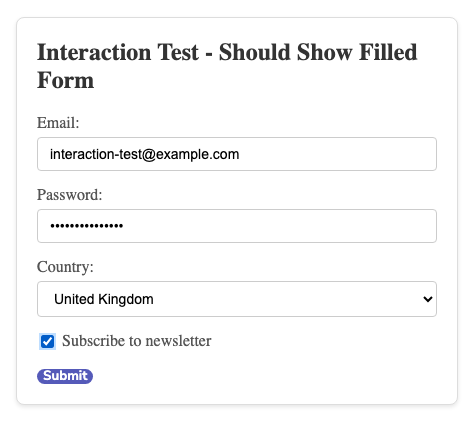 Interaction Test - Should Show Filled
Form
Email:
interaction-test@example.com
Password:
•••••••••••••••
Country:
United Kingdom
Subscribe to newsletter
Submit